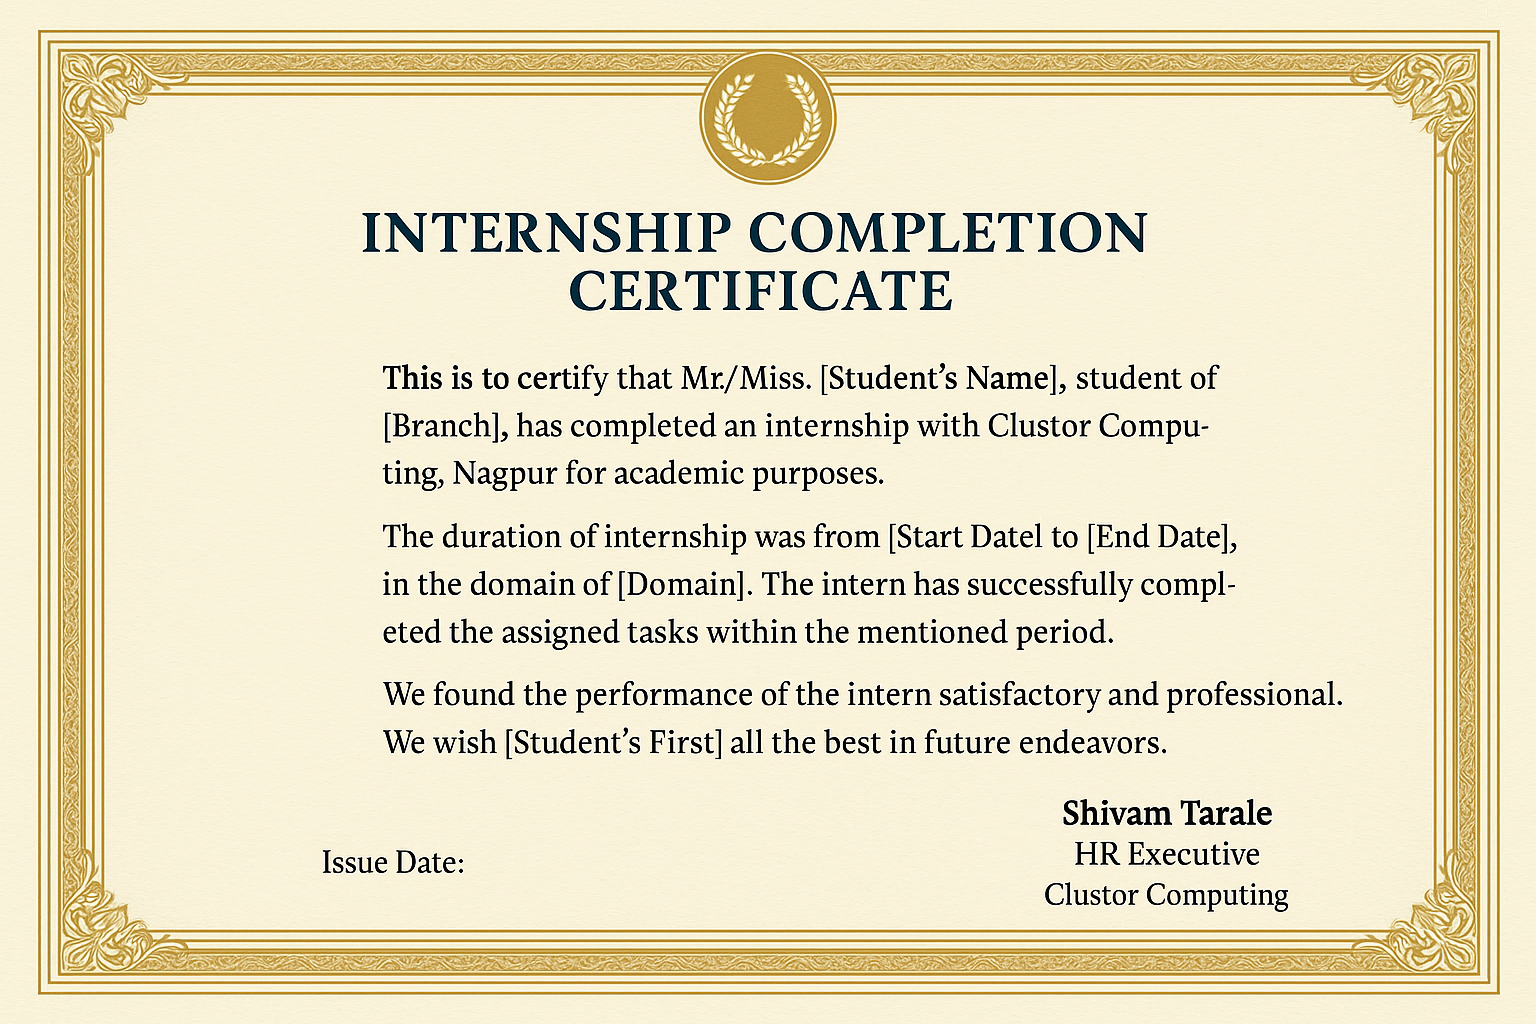 INTERNSHIP COMPLETION
CERTIFICATE
This is to certify that Mr./Miss. [Student's Name], student of
[Branch], has completed an internship with Clustor Compu-
ting, Nagpur for academic purposes.
The duration of internship was from [Start Datel to [End Date],
in the domain of [Domain]. The intern has successfully compl-
eted the assigned tasks within the mentioned period.
We found the performance of the intern satisfactory and professional.
We wish [Student's First] all the best in future endeavors.
Shivam Tarale
HR Executive
Clustor Computing
Issue Date: